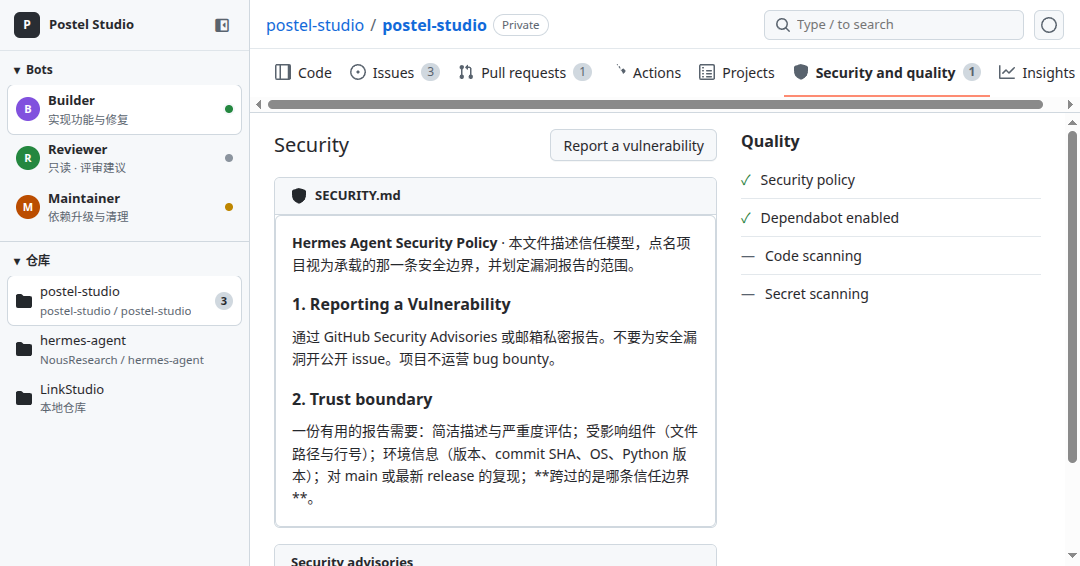 P Postel Studio
Bots
B Builder
实现功能与修复
R Reviewer
只读 · 评审建议
M Maintainer
依赖升级与清理
仓库
postel-studio
postel-studio / postel-studio
3
hermes-agent
NousResearch / hermes-agent
LinkStudio
本地仓库
postel-studio / postel-studio Private
Type / to search
Code Issues 3 Pull requests 1 Actions Projects Security and quality 1 Insights
Security
Report a vulnerability
SECURITY.md
Hermes Agent Security Policy · 本文件描述信任模型，点名项
目视为承载的那一条安全边界，并划定漏洞报告的范围。
1. Reporting a Vulnerability
通过 GitHub Security Advisories 或邮箱私密报告。不要为安全漏
洞开公开 issue。项目不运营 bug bounty。
2. Trust boundary
一份有用的报告需要：简洁描述与严重度评估；受影响组件（文件
路径与行号）；环境信息（版本、commit SHA、OS、Python 版
本）；对 main 或最新 release 的复现；**跨过的是哪条信任边界
**。
Security advisories
Quality
✓ Security policy
✓ Dependabot enabled
— Code scanning
— Secret scanning